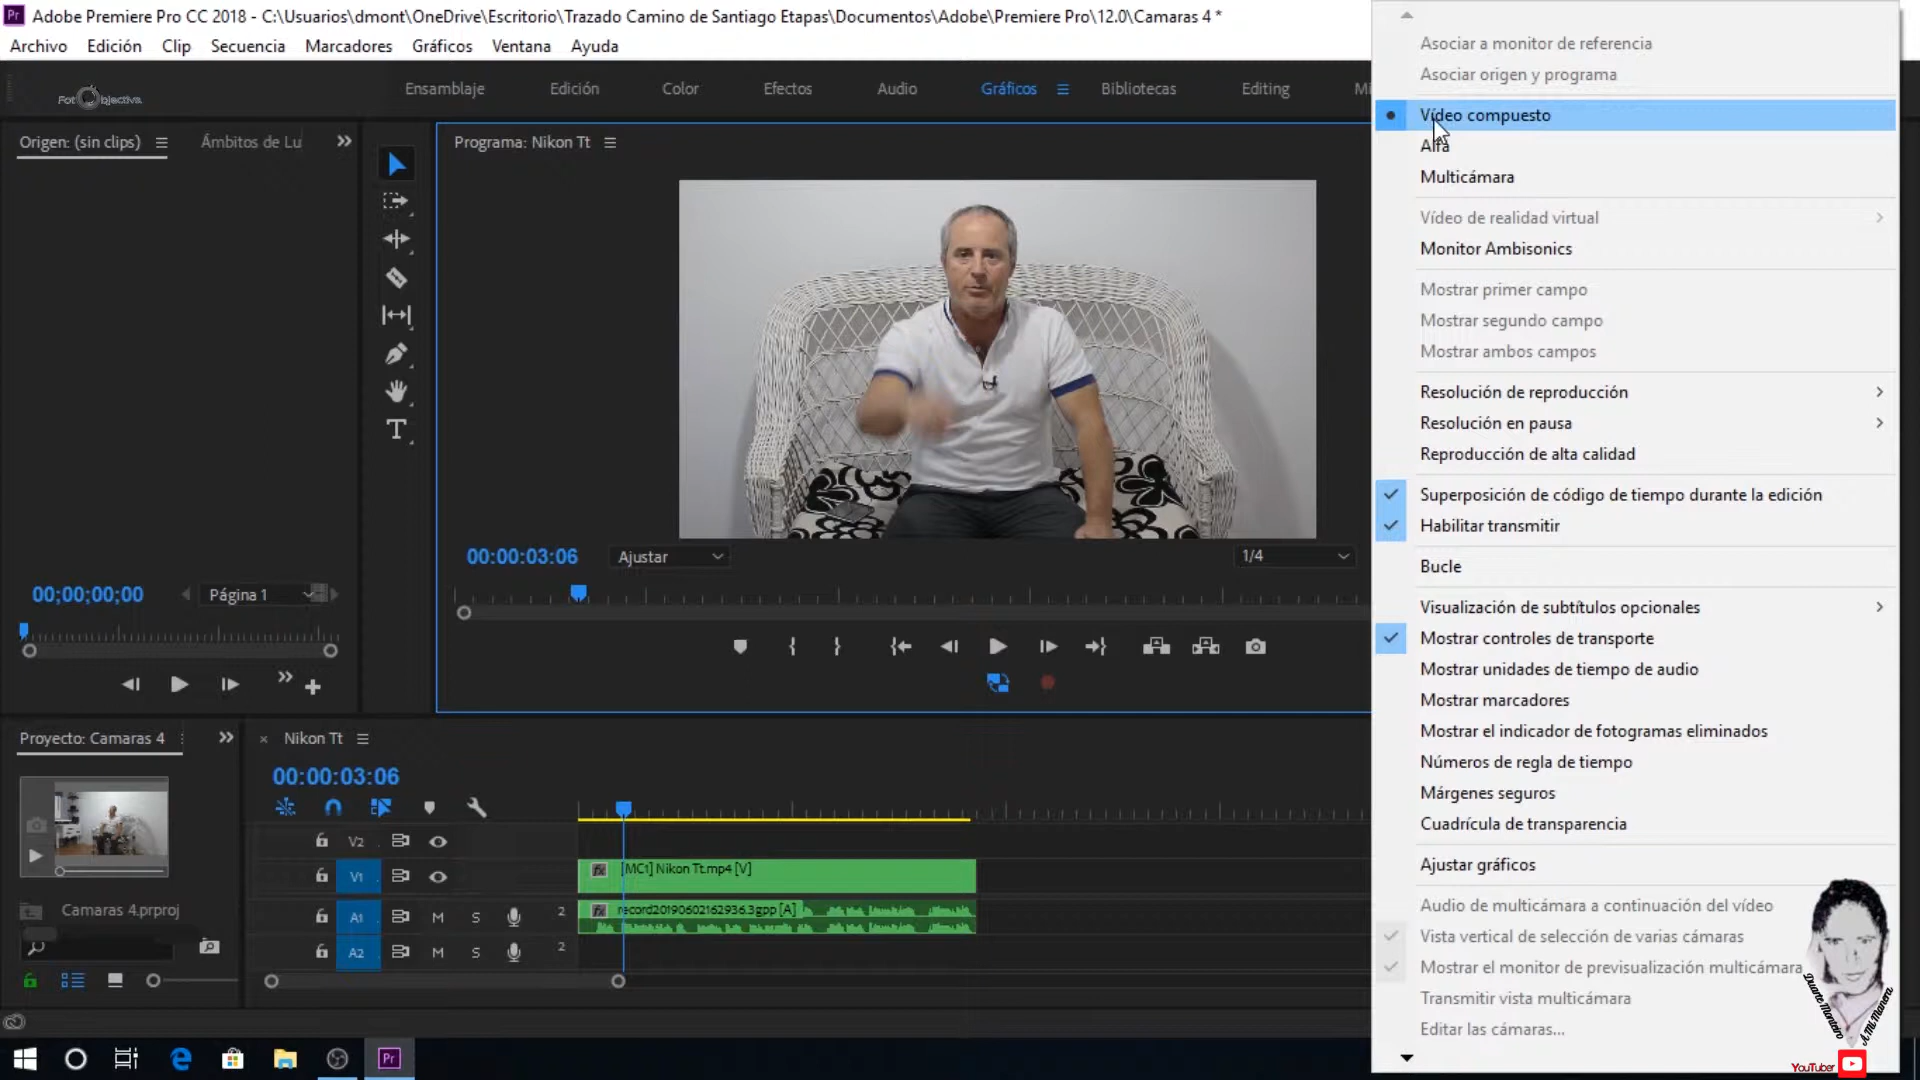 Adobe Premiere Pro CC 2018 - C:\Usuarios\dmont\OneDrive\Escritorio\Trazado Camino de Santiago Etapas\Documentos\Adobe\Premiere Pro\12.0\Camaras 4 *
Archivo Edición Clip Secuencia Marcadores Gráficos Ventana Ayuda
Ensamblaje Edición Color Efectos Audio Gráficos Bibliotecas Editing
Origen: (sin clips) Ámbitos de Lu
Programa: Nikon Tt
00:00:03:06 Ajustar 1/4
00;00;00;00 Página 1
Proyecto: Camaras 4
Camaras 4.prproj
Nikon Tt
00:00:03:06
V2
V1 [MC1] Nikon Tt.mp4 [V]
A1 M S 2 record20190602162936.3gpp [A]
A2 M S 2
Asociar a monitor de referencia
Asociar origen y programa
Vídeo compuesto
Alfa
Multicámara
Vídeo de realidad virtual
Monitor Ambisonics
Mostrar primer campo
Mostrar segundo campo
Mostrar ambos campos
Resolución de reproducción
Resolución en pausa
Reproducción de alta calidad
Superposición de código de tiempo durante la edición
Habilitar transmitir
Bucle
Visualización de subtítulos opcionales
Mostrar controles de transporte
Mostrar unidades de tiempo de audio
Mostrar marcadores
Mostrar el indicador de fotogramas eliminados
Números de regla de tiempo
Márgenes seguros
Cuadrícula de transparencia
Ajustar gráficos
Audio de multicámara a continuación del vídeo
Vista vertical de selección de varias cámaras
Mostrar el monitor de previsualización multicámara
Transmitir vista multicámara
Editar las cámaras...
Duarte Monteiro
A Mi Manera
YouTuber